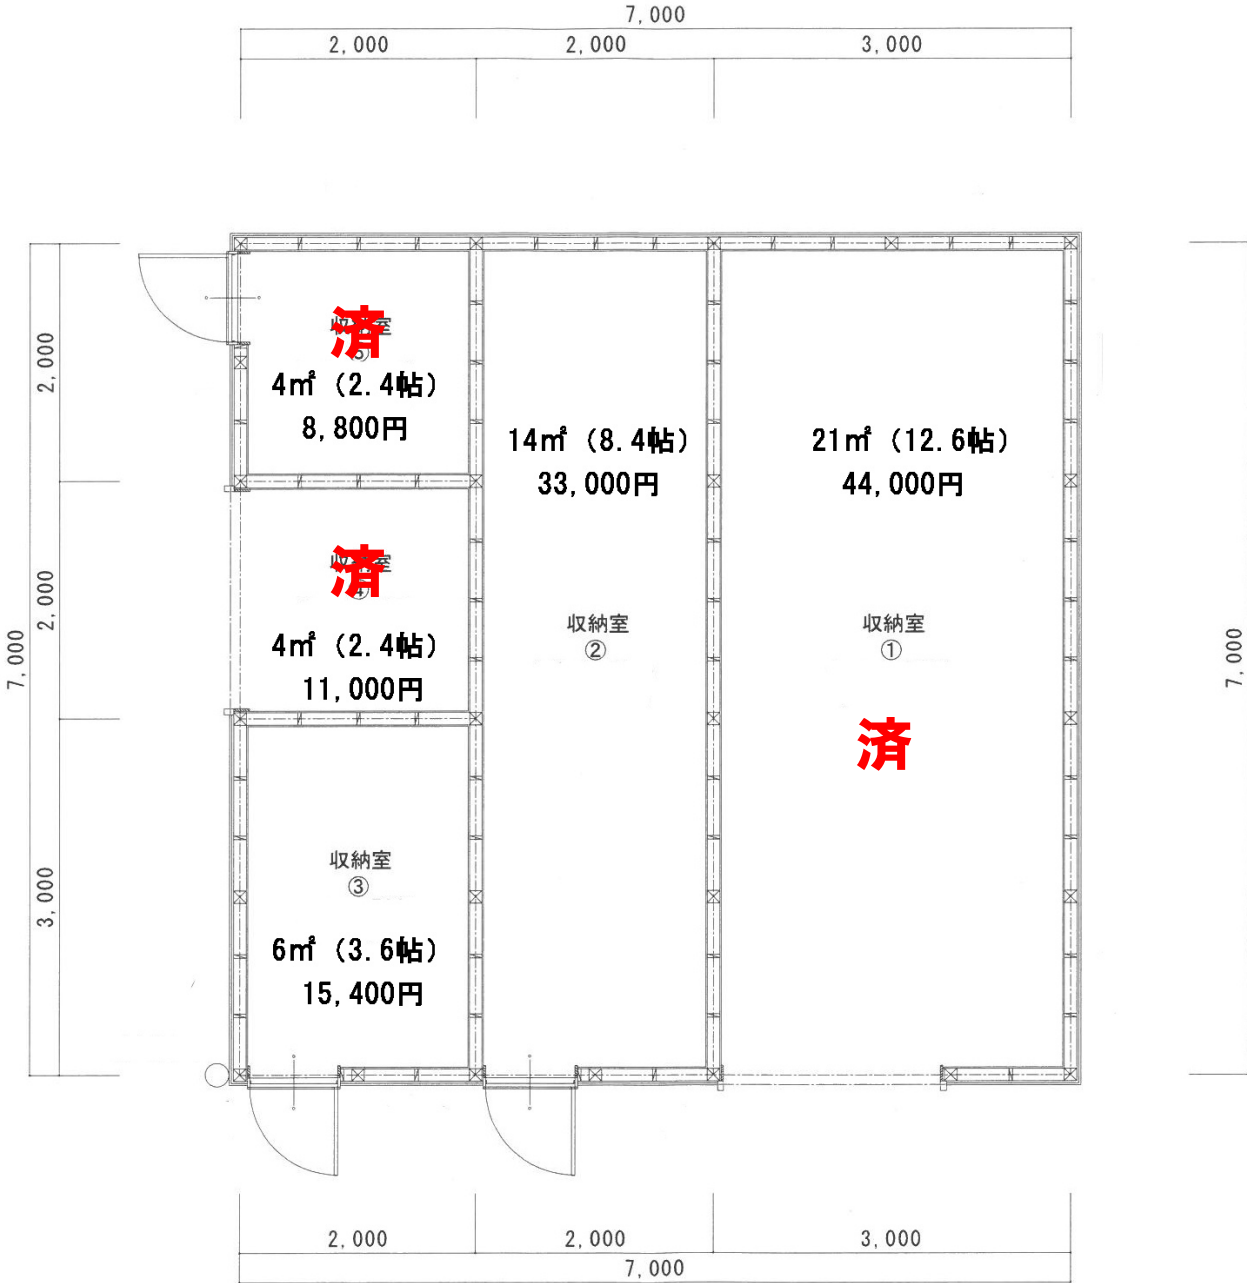 7,000
2,000
2,000
3,000
済
4㎡ (2.4帖)
8,800円
済
4㎡ (2.4帖)
11,000円
収納室
③
6㎡ (3.6帖)
15,400円
14㎡ (8.4帖)
33,000円
収納室
②
21㎡ (12.6帖)
44,000円
収納室
①
済
2,000
2,000
3,000
7,000
7,000
2,000
2,000
3,000
7,000